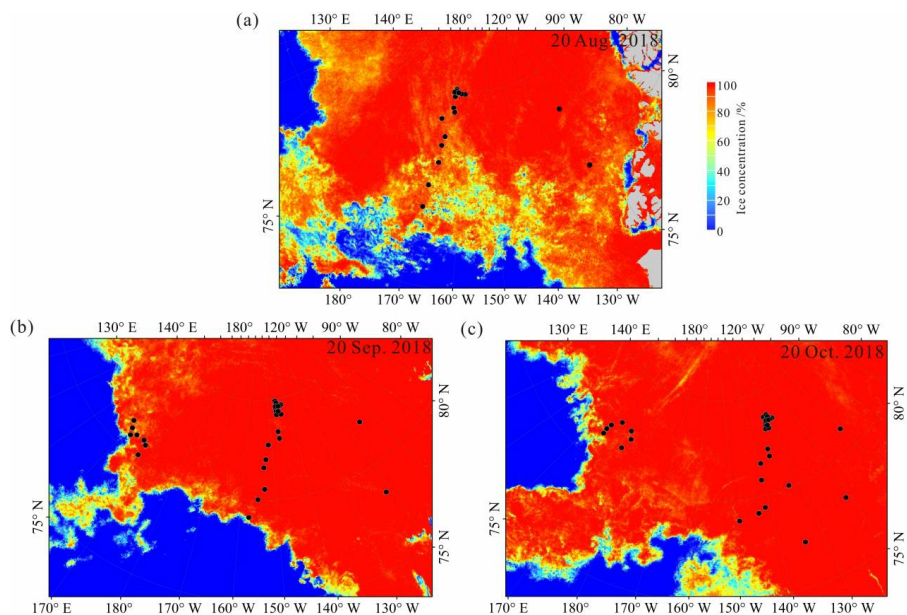 (a)
130° E 140° E 180° 120° W 90° W 80° W
20 Aug. 2018
80° N
75° N
75° N
180° 170° W 160° W 150° W 140° W 130° W
100
80
60
40
20
0
Ice concentration /%
(b)
130° E 140° E 180° 120° W 90° W 80° W
20 Sep. 2018
80° N
75° N
75° N
170° E 180° 170° W 160° W 150° W 140° W 130° W
(c)
130° E 140° E 120° W 90° W 80° W
20 Oct. 2018
80° N
75° N
75° N
170° E 180° 170° W 160° W 150° W 140° W 130° W